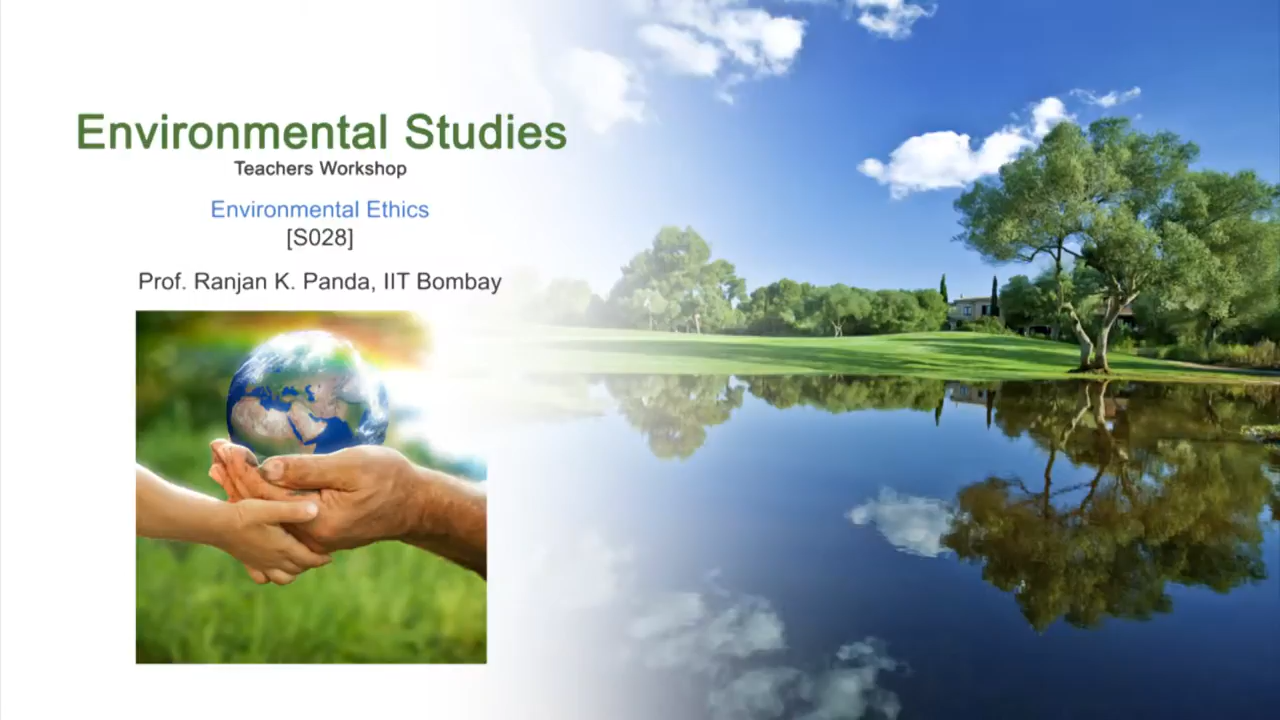 Environmental Studies
Teachers Workshop
Environmental Ethics
[S028]
Prof. Ranjan K. Panda, IIT Bombay